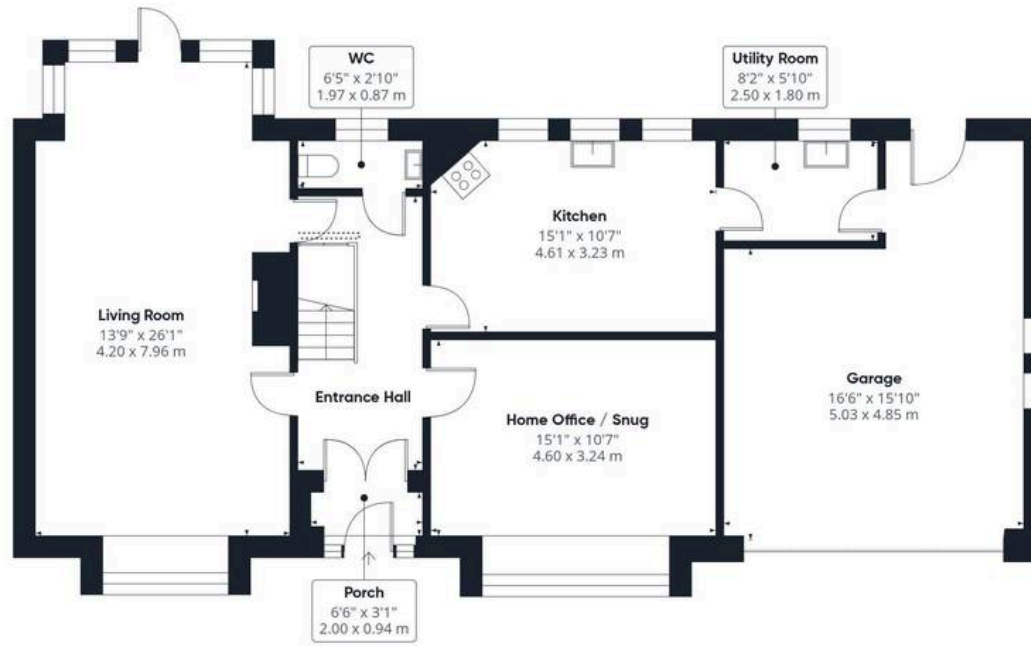 WC
6'5" x 2'10"
1.97 x 0.87 m
Utility Room
8'2" x 5'10"
2.50 x 1.80 m
Kitchen
15'1" x 10'7"
4.61 x 3.23 m
Living Room
13'9" x 26'1"
4.20 x 7.96 m
Entrance Hall
Home Office / Snug
15'1" x 10'7"
4.60 x 3.24 m
Garage
16'6" x 15'10"
5.03 x 4.85 m
Porch
6'6" x 3'1"
2.00 x 0.94 m